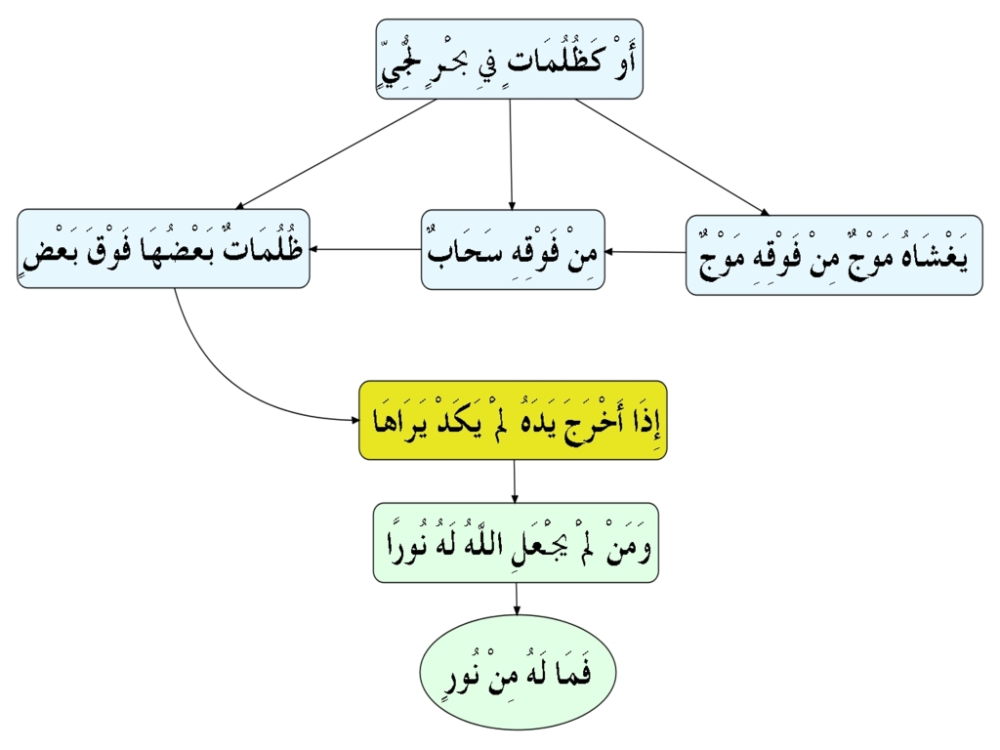 أَوْ كَظُلُمَاتٍ فِي بَحْرٍ لُجِّيٍّ
يَغْشَاهُ مَوْجٌ مِنْ فَوْقِهِ مَوْجٌ
مِنْ فَوْقِهِ سَحَابٌ
ظُلُمَاتٌ بَعْضُهَا فَوْقَ بَعْضٍ
إِذَا أَخْرَجَ يَدَهُ لَمْ يَكَدْ يَرَاهَا
وَمَنْ لَمْ يَجْعَلِ اللَّهُ لَهُ نُورًا
فَمَا لَهُ مِنْ نُورٍ